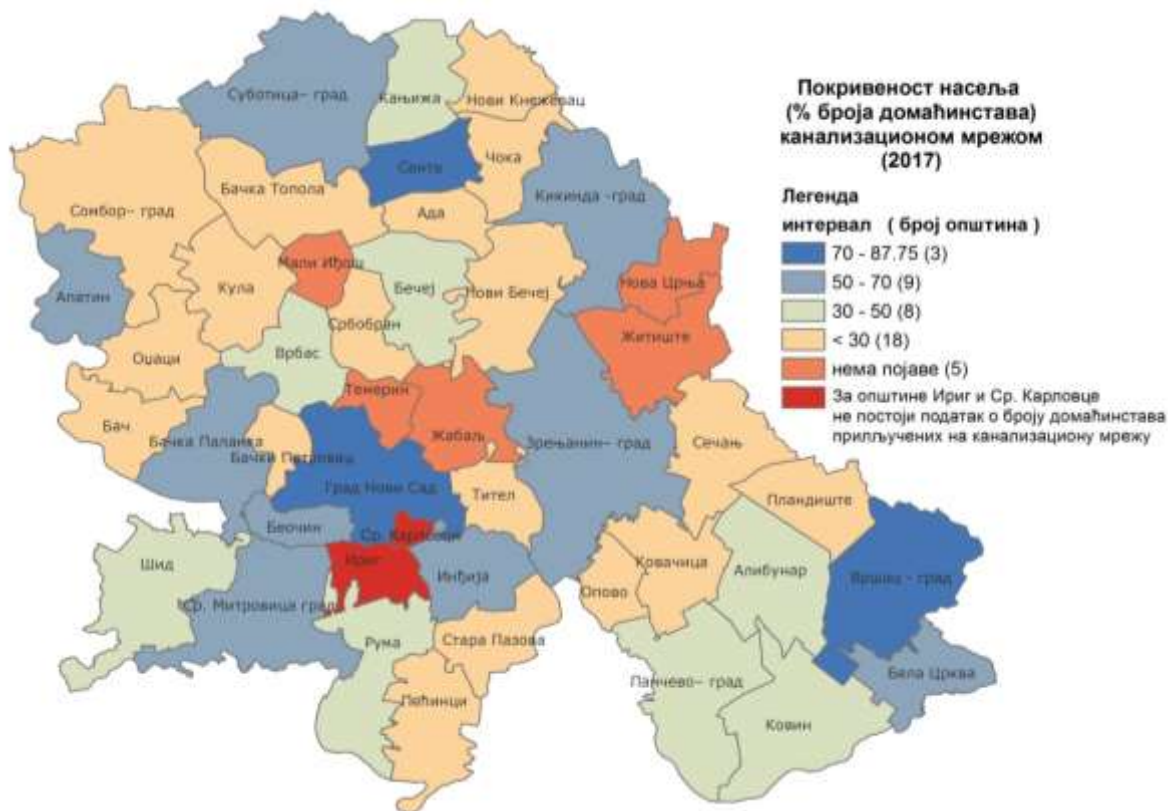 Покривеност насеља
(% броја домаћинстава)
канализационом мрежом
(2017)
Легенда
интервал ( број општина )
70 - 87.75 (3)
50 - 70 (9)
30 - 50 (8)
< 30 (18)
нема појаве (5)
За општине Ириг и Ср. Карловце
не постоји податак о броју домаћинстава
прилључених на канализациону мрежу
Суботица– град
Кањижа
Нови Кнежевац
Сента
Чока
Бачка Топола
Сомбор– град
Ада
Кикинда -град
Мали Иђош
Нова Црња
Апатин
Кула
Бечеј
Нови Бечеј
Србобран
Житиште
Оџаци
Врбас
Темерин
Жабаљ
Бач
Бачка Паланка
Бачки Петровац
Зрењанин– град
Сечањ
Град Нови Сад
Тител
Пландиште
Беочин
Ср. Карловци
Шид
Ириг
Инђија
Опово
Ковачица
Алибунар
Вршац - град
Ср. Митровица град
Рума
Стара Пазова
Бела Црква
Панчево– град
Пећинци
Ковин